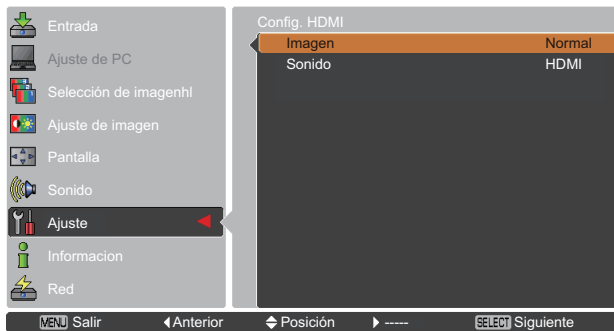 Entrada
Ajuste de PC
Selección de imagenhl
Ajuste de imagen
Pantalla
Sonido
Ajuste
Informacion
Red
Config. HDMI
Imagen Normal
Sonido HDMI
MENU Salir Anterior Posición ----- SELECT Siguiente